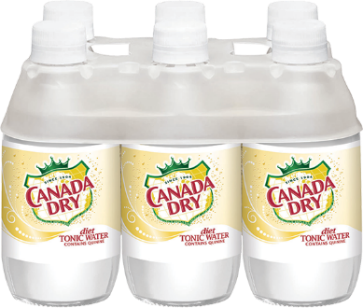 SINCE 1904
CANADA
DRY
diet
TONIC WATER
CONTAINS QUININE
SINCE 1904
CANADA
DRY
diet
TONIC WATER
CONTAINS QUININE
SINCE 1904
CANADA
DRY
diet
TONIC WATER
CONTAINS QUININE